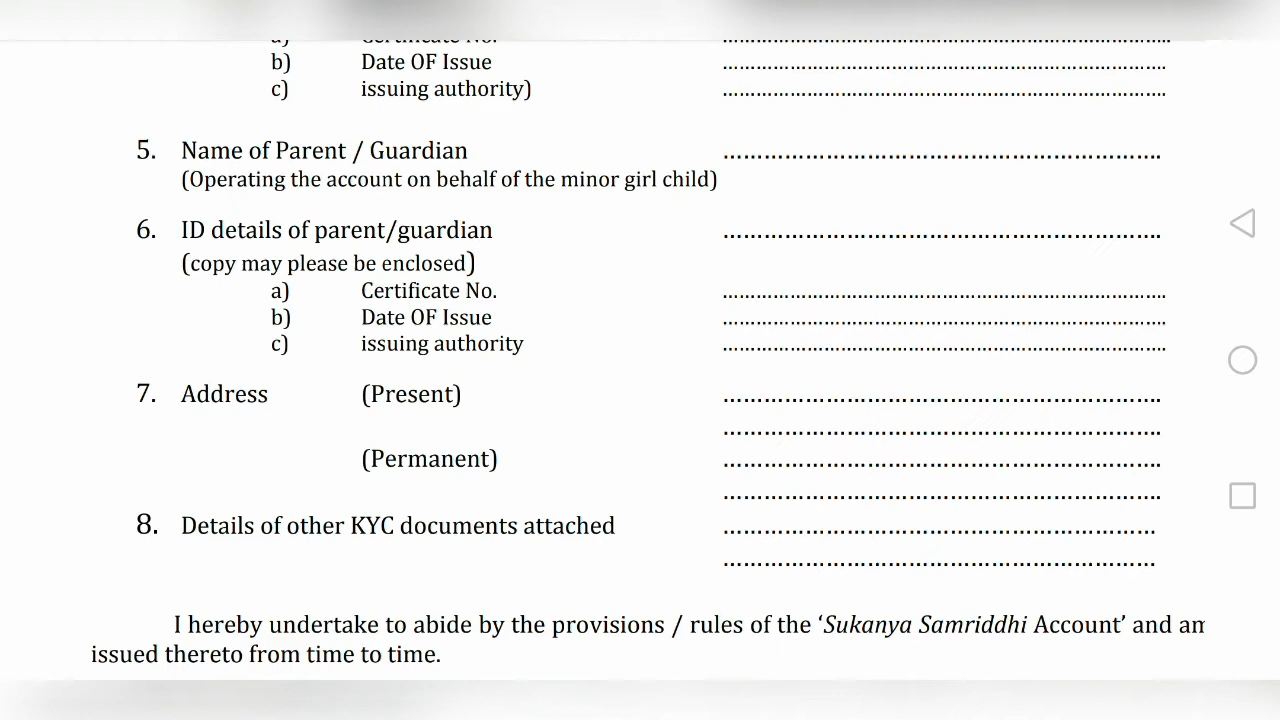 b) Date OF Issue ……………………………………………………….
c) issuing authority) ……………………………………………………….
5. Name of Parent / Guardian ……………………………………………………….
(Operating the account on behalf of the minor girl child)
6. ID details of parent/guardian ……………………………………………………….
(copy may please be enclosed)
a) Certificate No. ……………………………………………………….
b) Date OF Issue ……………………………………………………….
c) issuing authority ……………………………………………………….
7. Address (Present) ……………………………………………………….
……………………………………………………….
(Permanent) ……………………………………………………….
……………………………………………………….
8. Details of other KYC documents attached ………………………………………………………
………………………………………………………
I hereby undertake to abide by the provisions / rules of the ‘Sukanya Samriddhi Account’ and
issued thereto from time to time.